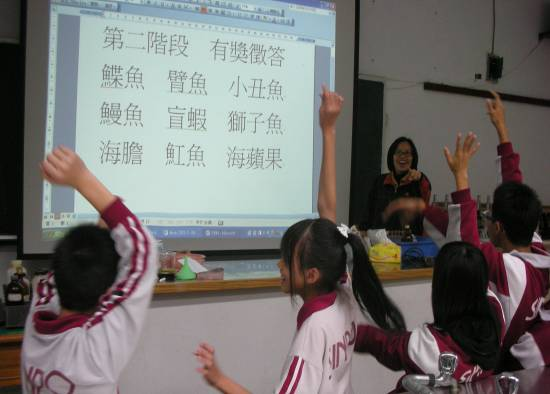 第二階段　有獎徵答
鰈魚　臂魚　小丑魚
鰻魚　盲蝦　獅子魚
海膽　魟魚　海蘋果